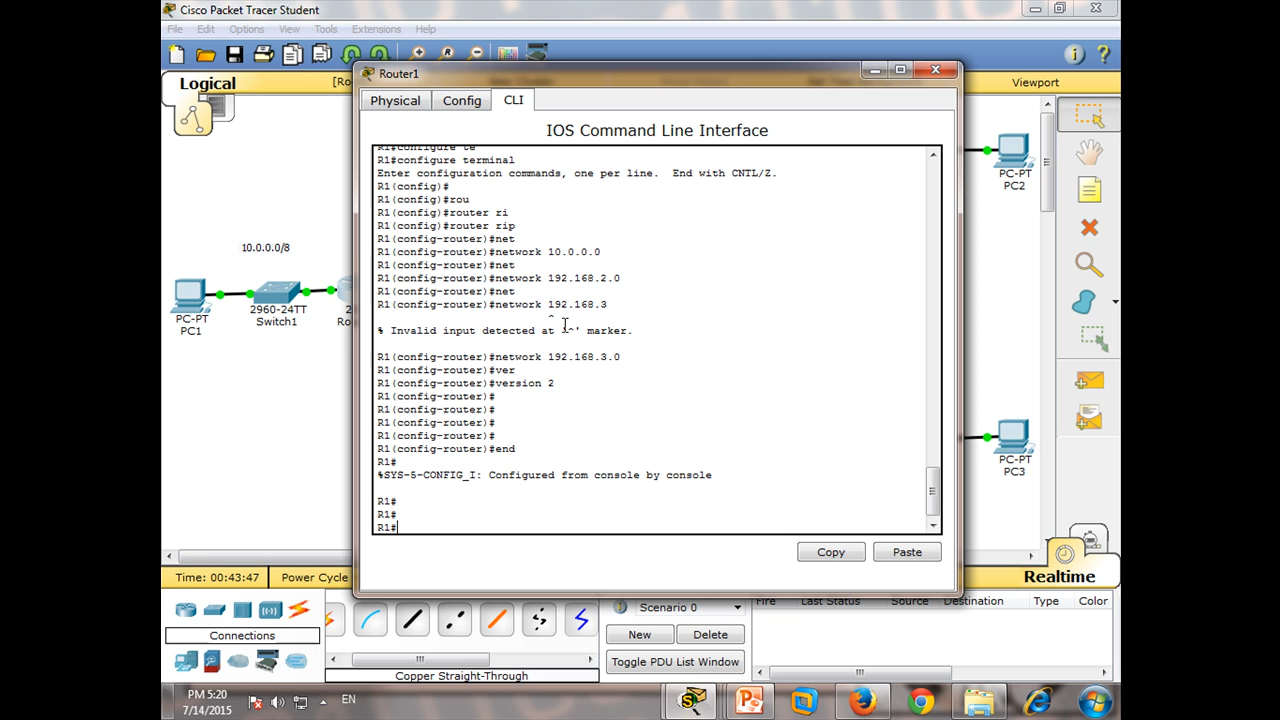 Cisco Packet Tracer Student
File Edit Options View Tools Extensions Help
Logical
[Ro
Viewport
Router1
Physical
Config
CLI
IOS Command Line Interface
R1#configure te
R1#configure terminal
Enter configuration commands, one per line.  End with CNTL/Z.
R1(config)#
R1(config)#rou
R1(config)#router ri
R1(config)#router rip
R1(config-router)#net
R1(config-router)#network 10.0.0.0
R1(config-router)#net
R1(config-router)#network 192.168.2.0
R1(config-router)#net
R1(config-router)#network 192.168.3
^
% Invalid input detected at '^' marker.
R1(config-router)#network 192.168.3.0
R1(config-router)#ver
R1(config-router)#version 2
R1(config-router)#
R1(config-router)#
R1(config-router)#
R1(config-router)#
R1(config-router)#end
R1#
%SYS-5-CONFIG_I: Configured from console by console
R1#
R1#
R1#
Copy
Paste
10.0.0.0/8
PC-PT
PC1
2960-24TT
Switch1
2
Ro
PC-PT
PC2
PC-PT
PC3
Time: 00:43:47
Power Cycle
Realtime
Connections
Copper Straight-Through
Scenario 0
New
Delete
Toggle PDU List Window
Fire Last Status Source Destination Type Color
PM 5:20
7/14/2015
EN